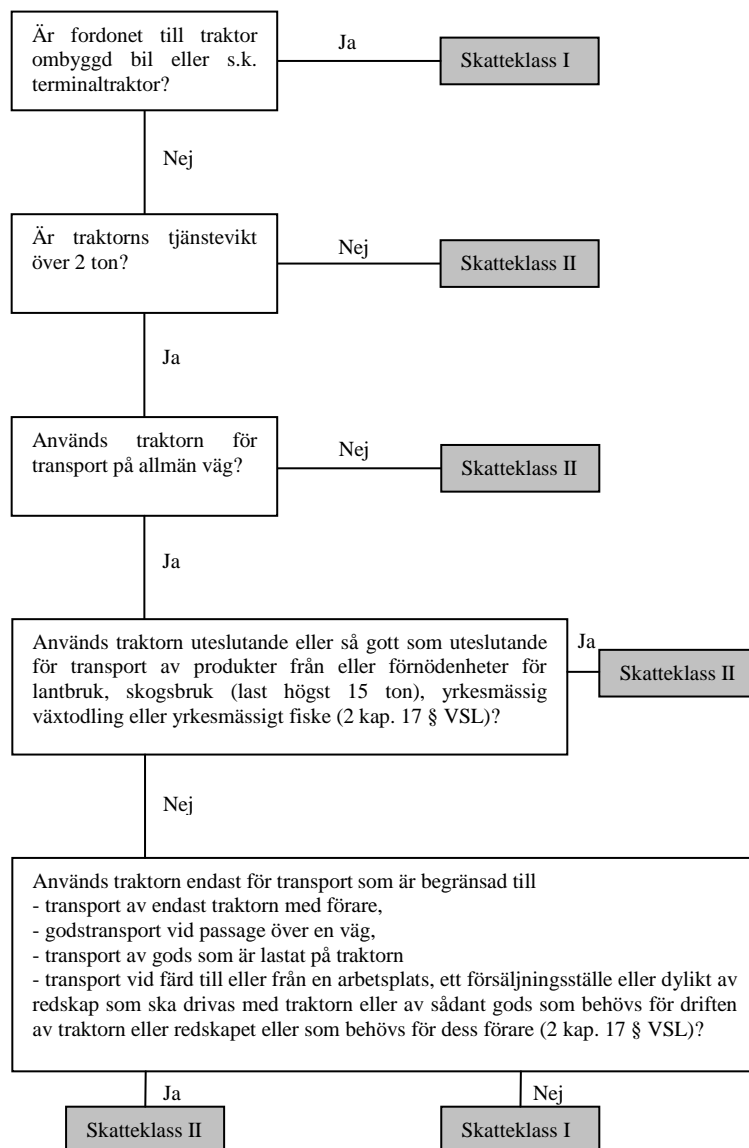 Är fordonet till traktor
ombyggd bil eller s.k.
terminaltraktor?
Ja
Skatteklass I
Nej
Är traktorns tjänstevikt
över 2 ton?
Nej
Skatteklass II
Ja
Används traktorn för
transport på allmän väg?
Nej
Skatteklass II
Ja
Används traktorn uteslutande eller så gott som uteslutande
för transport av produkter från eller förnödenheter för
lantbruk, skogsbruk (last högst 15 ton), yrkesmässig
växtodling eller yrkesmässigt fiske (2 kap. 17 § VSL)?
Ja
Skatteklass II
Nej
Används traktorn endast för transport som är begränsad till
- transport av endast traktorn med förare,
- godstransport vid passage över en väg,
- transport av gods som är lastat på traktorn
- transport vid färd till eller från en arbetsplats, ett försäljningsställe eller dylikt av
redskap som ska drivas med traktorn eller av sådant gods som behövs för driften
av traktorn eller redskapet eller som behövs för dess förare (2 kap. 17 § VSL)?
Ja
Nej
Skatteklass II
Skatteklass I